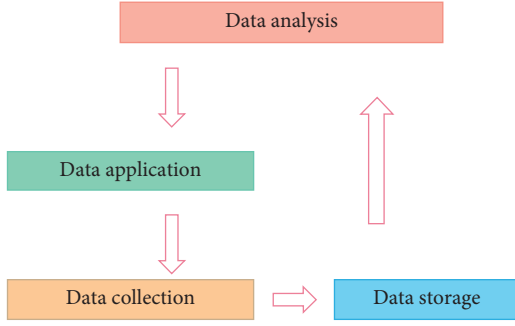 Data analysis
Data application
Data collection
Data storage